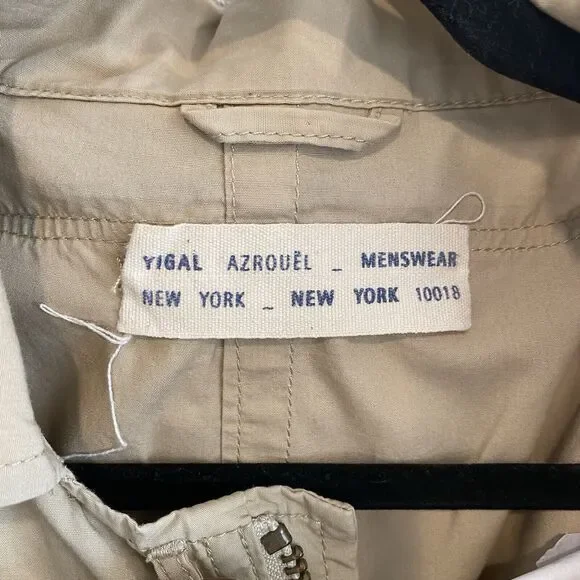 YIGAL AZROUËL _ MENSWEAR
NEW YORK _ NEW YORK 10018